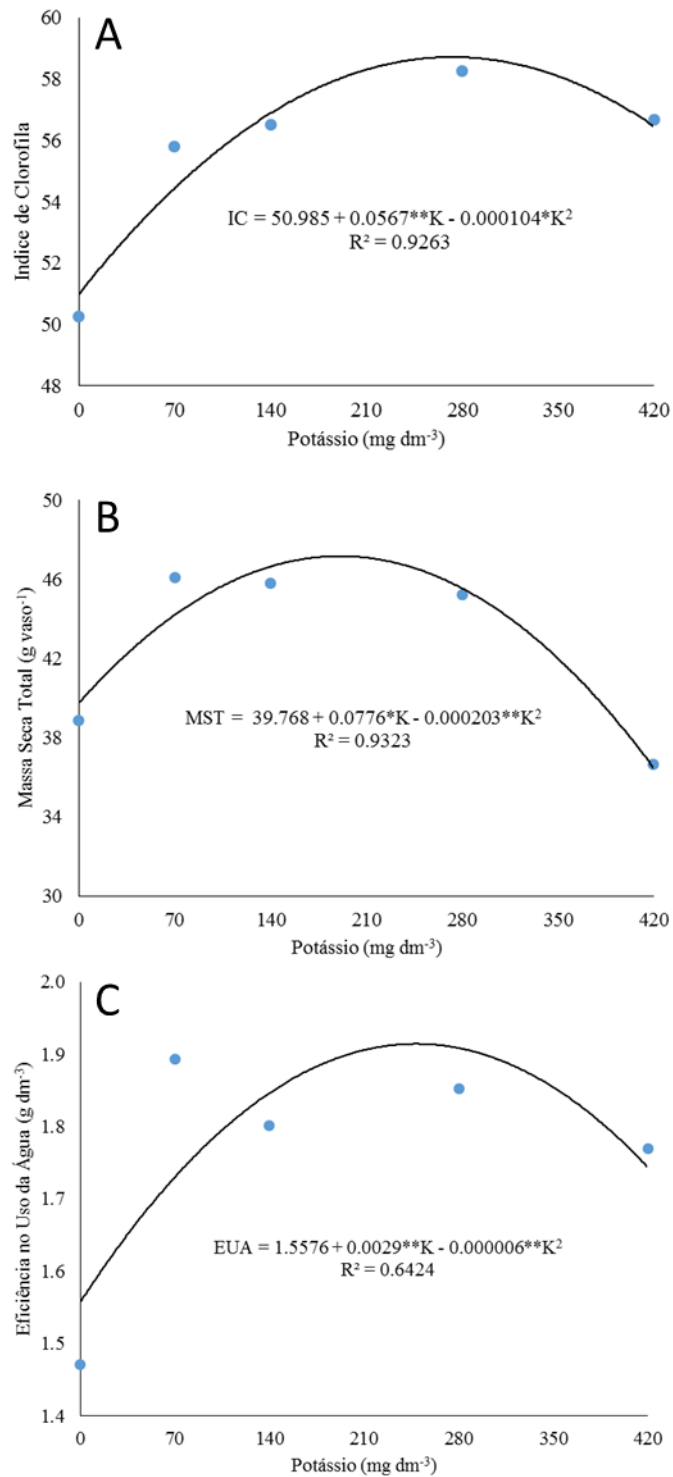 A
60
58
56
54
52
50
48
Indice de Clorofila
IC = 50.985 + 0.0567**K - 0.000104*K²
R² = 0.9263
0 70 140 210 280 350 420
Potássio (mg dm⁻³)
B
50
46
42
38
34
30
Massa Seca Total (g vaso⁻¹)
MST = 39.768 + 0.0776*K - 0.000203**K²
R² = 0.9323
0 70 140 210 280 350 420
Potássio (mg dm⁻³)
C
2.0
1.9
1.8
1.7
1.6
1.5
1.4
Eficiência no Uso da Água (g dm⁻³)
EUA = 1.5576 + 0.0029**K - 0.000006**K²
R² = 0.6424
0 70 140 210 280 350 420
Potássio (mg dm⁻³)